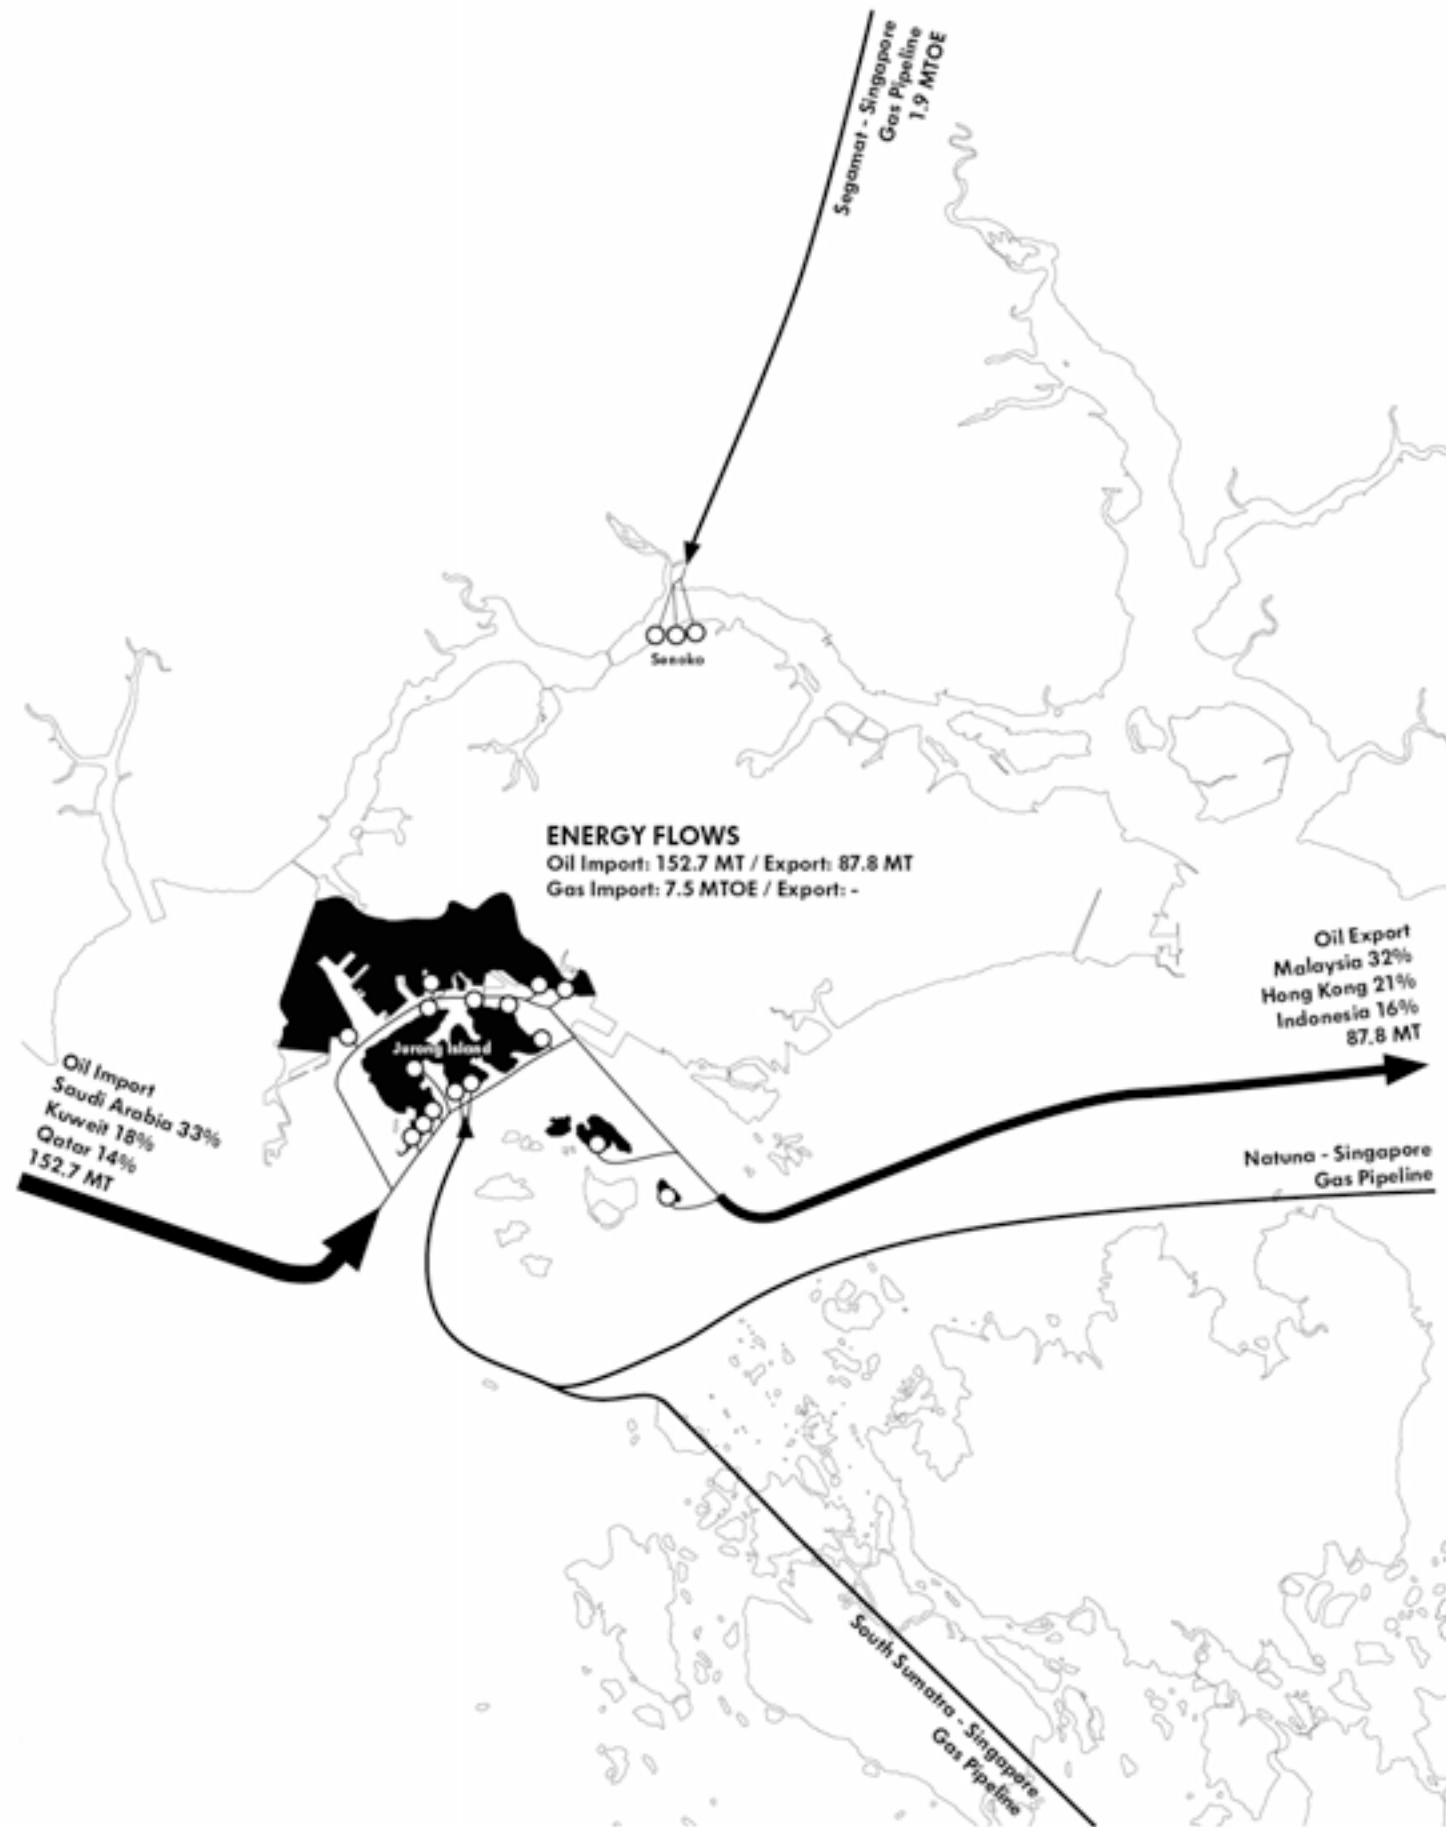 Segamat - Singapore
Gas Pipeline
1.9 MTOE
Senoko
ENERGY FLOWS
Oil Import: 152.7 MT / Export: 87.8 MT
Gas Import: 7.5 MTOE / Export: -
Jurong Island
Oil Import
Saudi Arabia 33%
Kuweit 18%
Qatar 14%
152.7 MT
Oil Export
Malaysia 32%
Hong Kong 21%
Indonesia 16%
87.8 MT
Natuna - Singapore
Gas Pipeline
South Sumatra - Singapore
Gas Pipeline